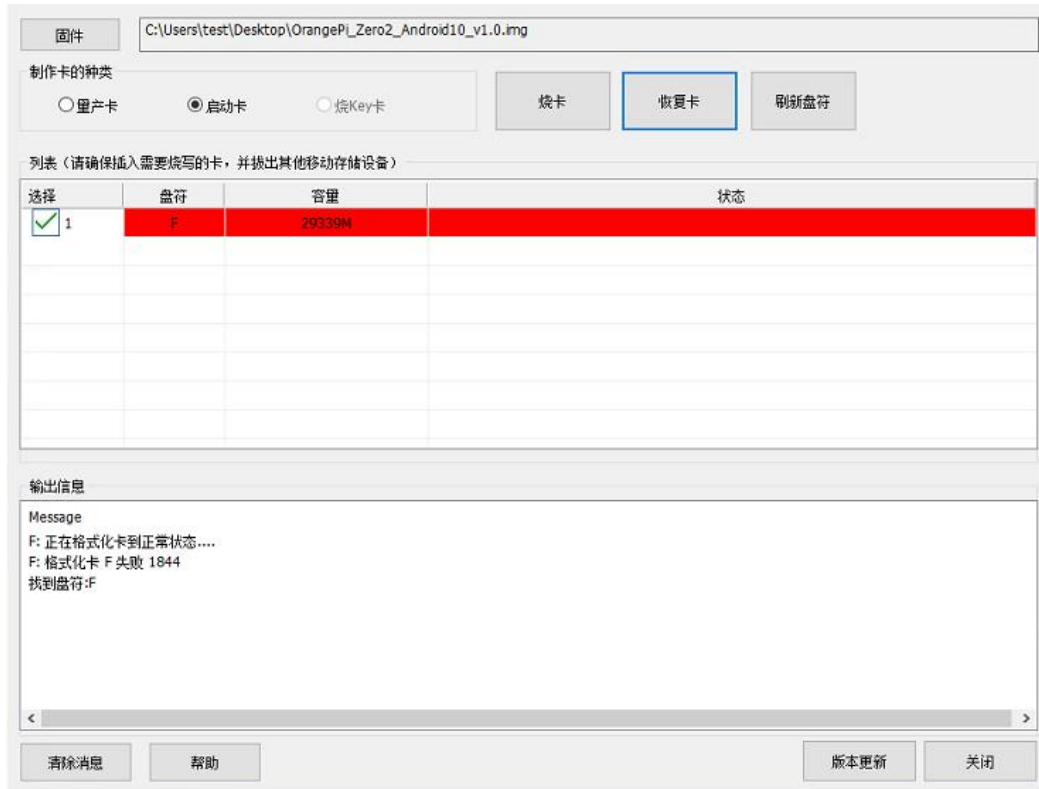 固件 C:\Users\test\Desktop\OrangePi_Zero2_Android10_v1.0.img
制作卡的种类
量产卡 启动卡 烧Key卡 烧卡 恢复卡 刷新盘符
列表（请确保插入需要烧写的卡，并拔出其他移动存储设备）
选择 盘符 容量 状态
1 F 29339M
输出信息
Message
F: 正在格式化卡到正常状态....
F: 格式化卡 F 失败 1844
找到盘符:F
清除消息 帮助 版本更新 关闭